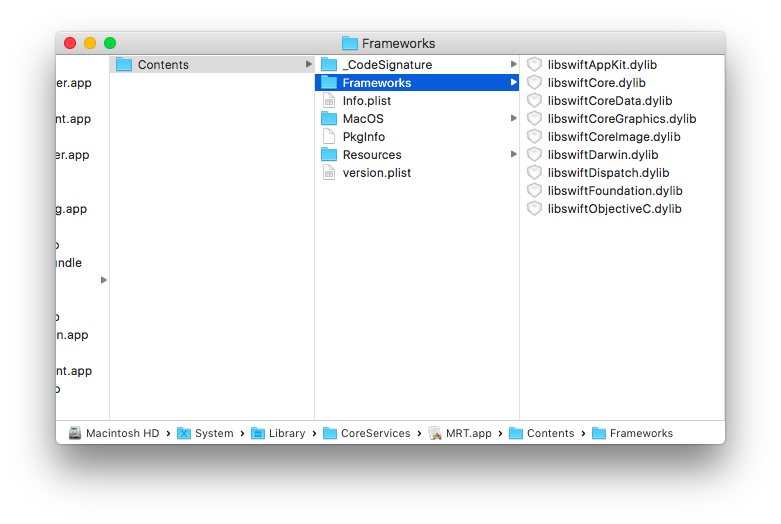 Frameworks
er.app
nt.app
er.app
g.app
ndle
n.app
nt.app
Contents
_CodeSignature
Frameworks
Info.plist
MacOS
PkgInfo
Resources
version.plist
libswiftAppKit.dylib
libswiftCore.dylib
libswiftCoreData.dylib
libswiftCoreGraphics.dylib
libswiftCoreImage.dylib
libswiftDarwin.dylib
libswiftDispatch.dylib
libswiftFoundation.dylib
libswiftObjectiveC.dylib
Macintosh HD › System › Library › CoreServices › MRT.app › Contents › Frameworks